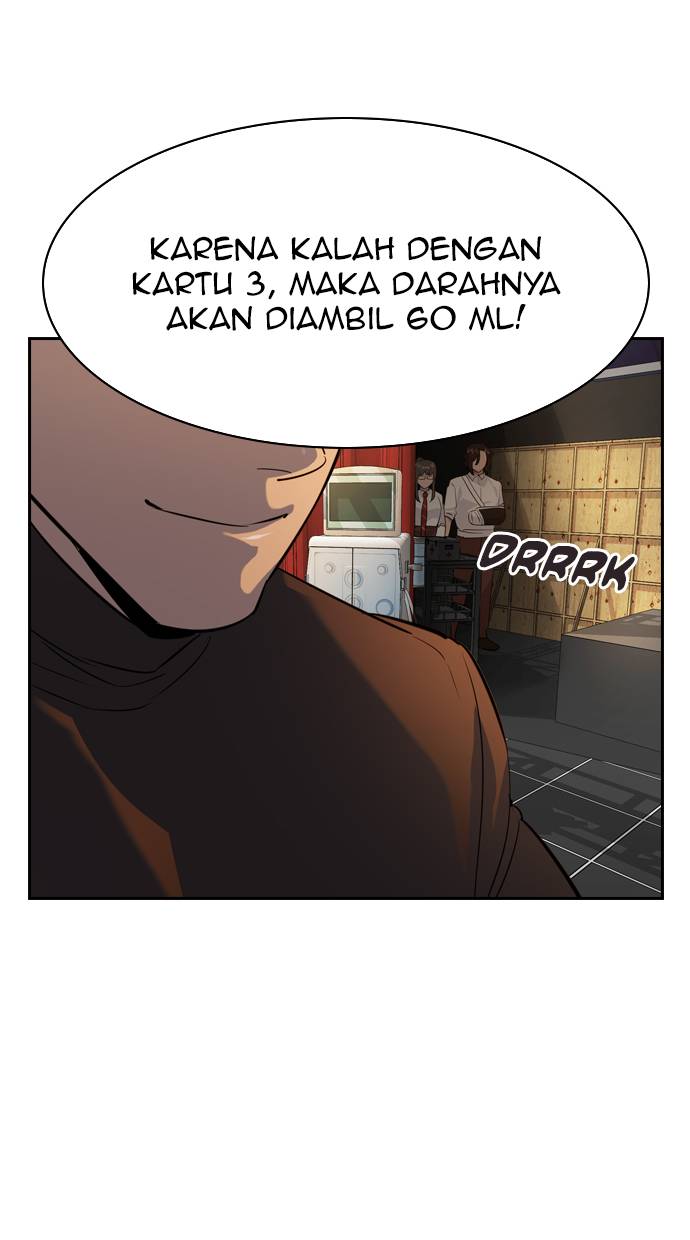 KARENA KALAH DENGAN
KARTU 3, MAKA DARAHNYA
AKAN DIAMBIL 60 ML!
DRRRK